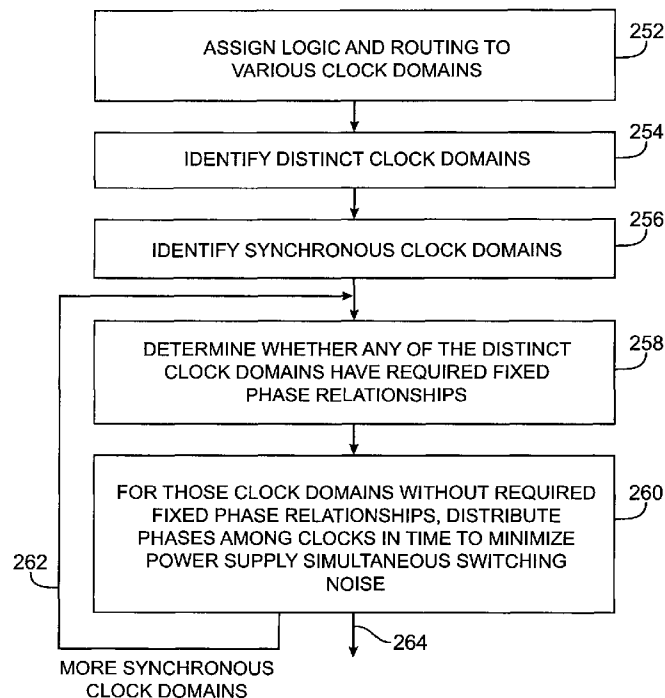 252
ASSIGN LOGIC AND ROUTING TO
VARIOUS CLOCK DOMAINS
254
IDENTIFY DISTINCT CLOCK DOMAINS
256
IDENTIFY SYNCHRONOUS CLOCK DOMAINS
258
DETERMINE WHETHER ANY OF THE DISTINCT
CLOCK DOMAINS HAVE REQUIRED FIXED
PHASE RELATIONSHIPS
260
FOR THOSE CLOCK DOMAINS WITHOUT REQUIRED
FIXED PHASE RELATIONSHIPS, DISTRIBUTE
PHASES AMONG CLOCKS IN TIME TO MINIMIZE
POWER SUPPLY SIMULTANEOUS SWITCHING
NOISE
262
264
MORE SYNCHRONOUS
CLOCK DOMAINS